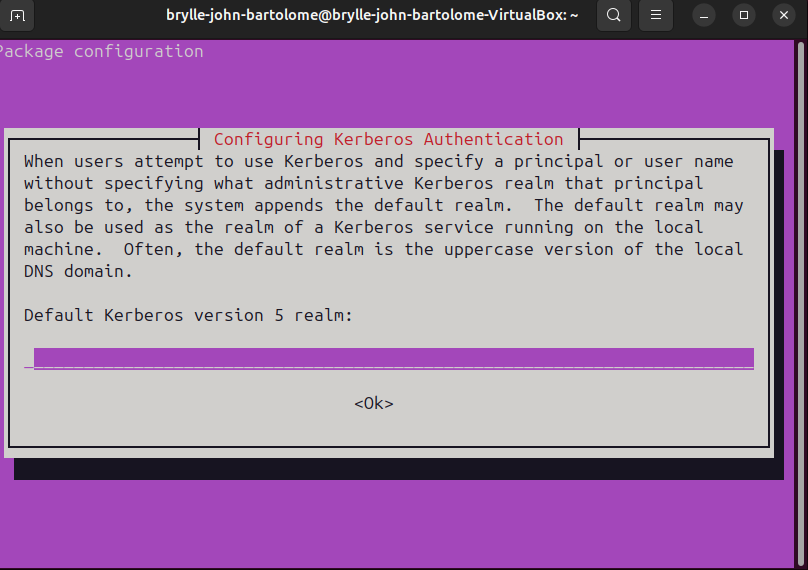 brylle-john-bartolome@brylle-john-bartolome-VirtualBox: ~
Package configuration
Configuring Kerberos Authentication
When users attempt to use Kerberos and specify a principal or user name
without specifying what administrative Kerberos realm that principal
belongs to, the system appends the default realm.  The default realm may
also be used as the realm of a Kerberos service running on the local
machine.  Often, the default realm is the uppercase version of the local
DNS domain.
Default Kerberos version 5 realm:
<Ok>